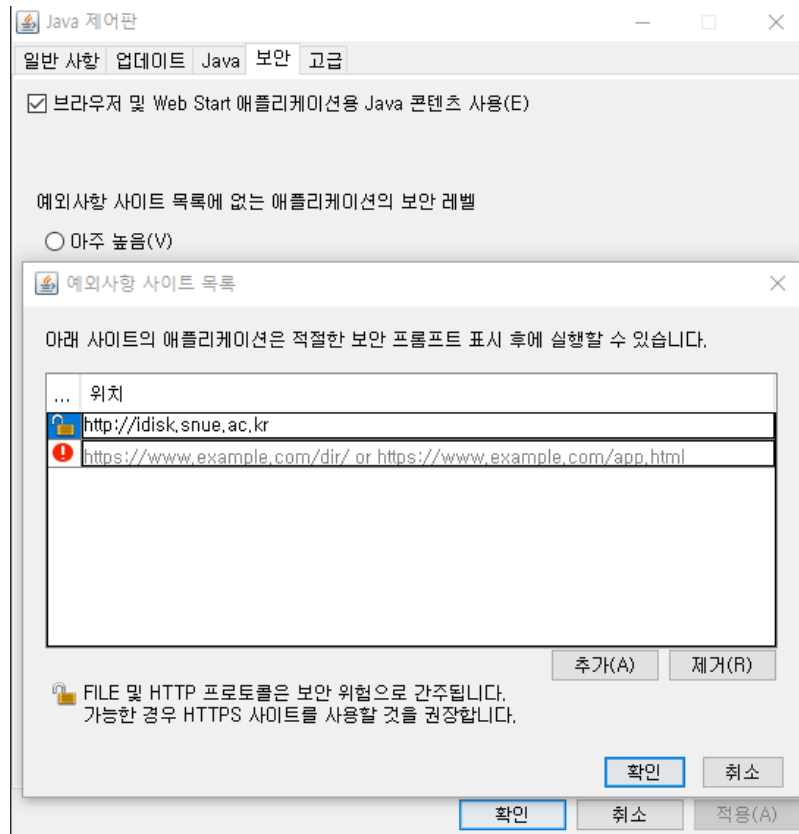 Java 제어판
일반 사항 업데이트 Java 보안 고급
브라우저 및 Web Start 애플리케이션용 Java 콘텐츠 사용(E)
예외사항 사이트 목록에 없는 애플리케이션의 보안 레벨
아주 높음(V)
예외사항 사이트 목록
아래 사이트의 애플리케이션은 적절한 보안 프롬프트 표시 후에 실행할 수 있습니다.
... 위치
http://idisk.snue.ac.kr
https://www.example.com/dir/ or https://www.example.com/app.html
추가(A) 제거(R)
FILE 및 HTTP 프로토콜은 보안 위험으로 간주됩니다.
가능한 경우 HTTPS 사이트를 사용할 것을 권장합니다.
확인 취소
확인 취소 적용(A)